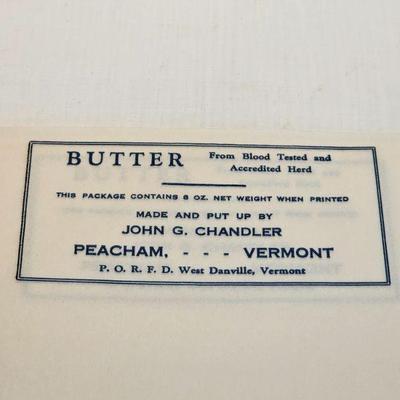 BUTTER From Blood Tested and
Accredited Herd
THIS PACKAGE CONTAINS 8 OZ. NET WEIGHT WHEN PRINTED
MADE AND PUT UP BY
JOHN G. CHANDLER
PEACHAM, - - - VERMONT
P. O. R. F. D. West Danville, Vermont